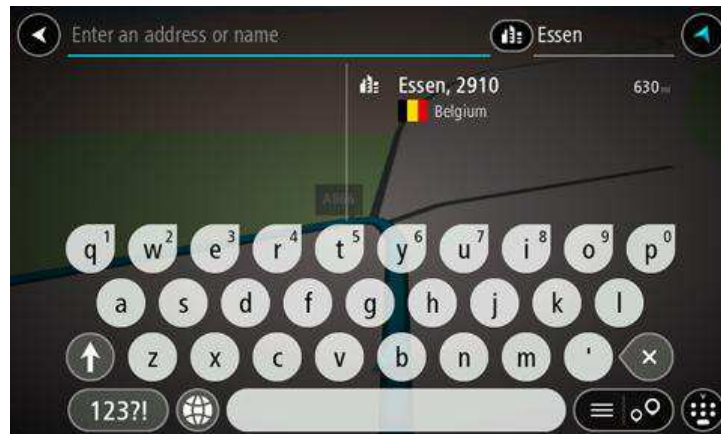 Enter an address or name
Essen
Essen, 2910
630 mi
Belgium
q1 w2 e3 r4 t5 y6 u7 i8 o9 p0
a s d f g h j k l
z x c v b n m '
123?!